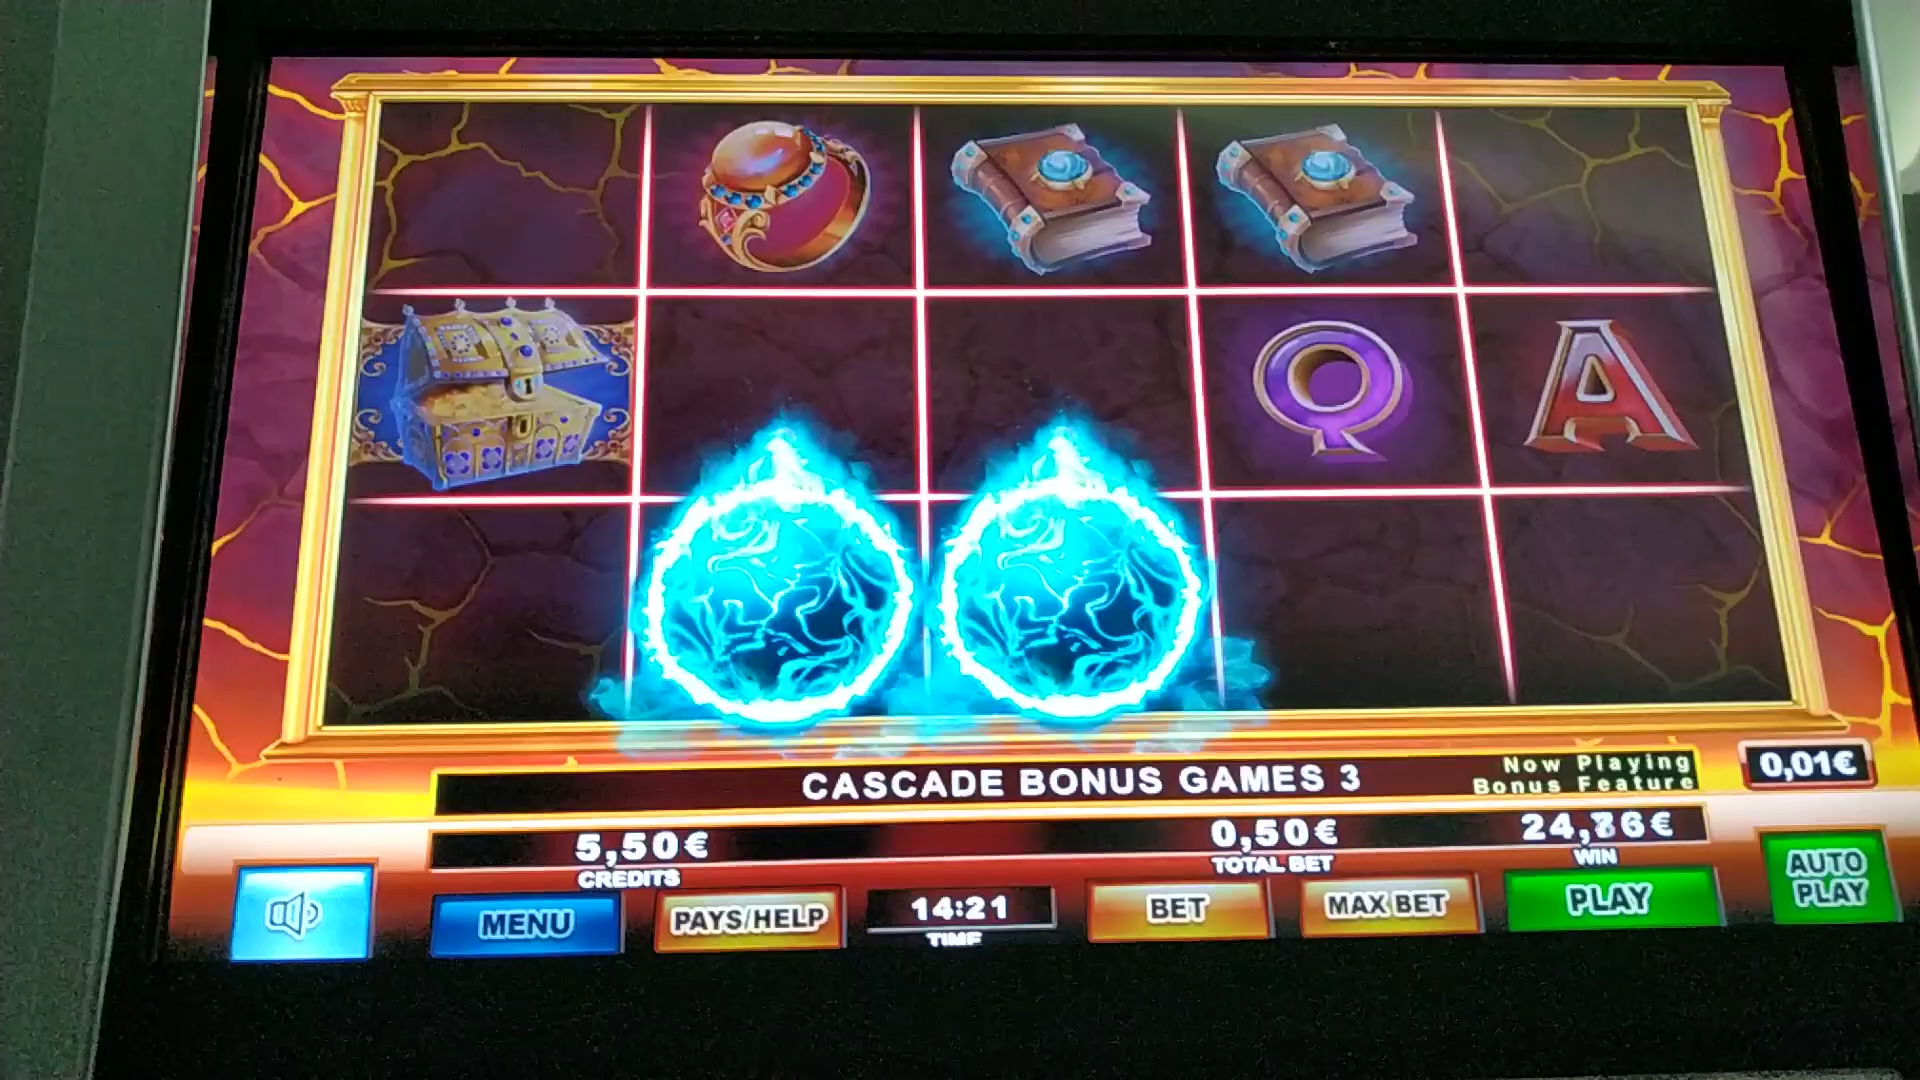 Q
A
CASCADE BONUS GAMES 3
Now Playing
Bonus Feature
0,01€
5,50€
CREDITS
0,50€
TOTAL BET
WIN
MENU
PAYS/HELP
14:21
TIME
BET
MAX BET
PLAY
AUTO
PLAY